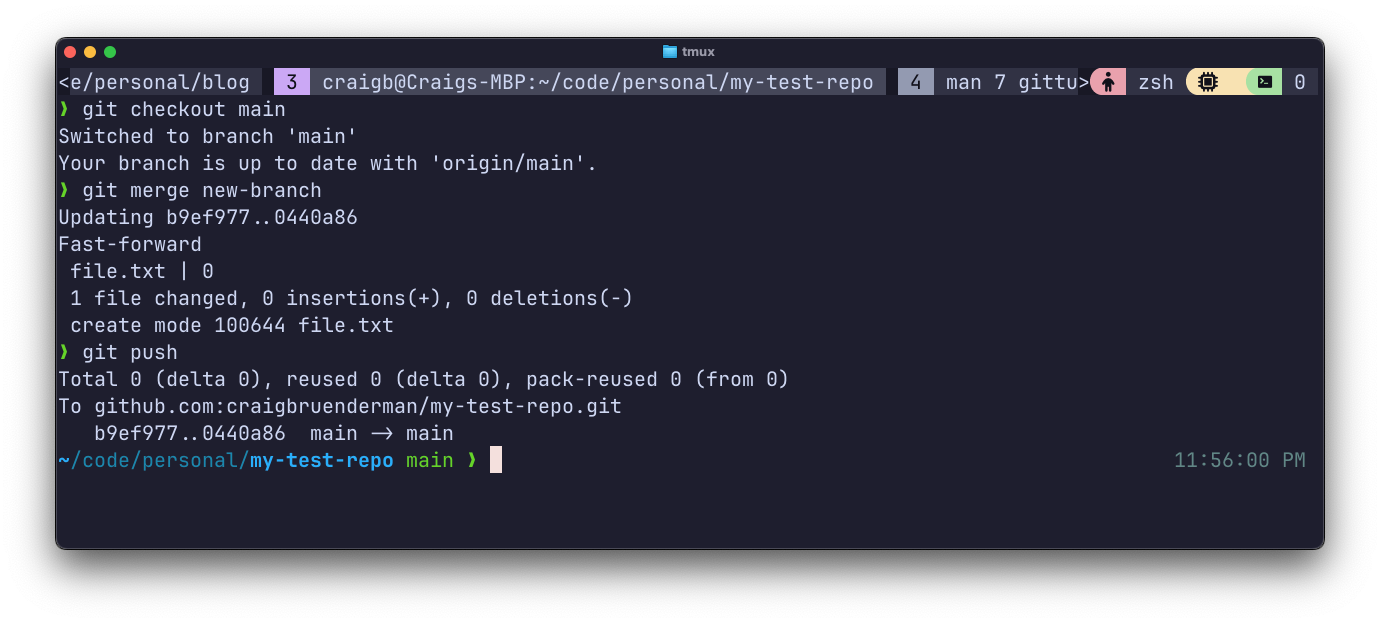 tmux
<e/personal/blog 3 craigb@Craigs-MBP:~/code/personal/my-test-repo 4 man 7 gittu> zsh 0
❯ git checkout main
Switched to branch 'main'
Your branch is up to date with 'origin/main'.
❯ git merge new-branch
Updating b9ef977..0440a86
Fast-forward
 file.txt | 0
 1 file changed, 0 insertions(+), 0 deletions(-)
 create mode 100644 file.txt
❯ git push
Total 0 (delta 0), reused 0 (delta 0), pack-reused 0 (from 0)
To github.com:craigbruenderman/my-test-repo.git
   b9ef977..0440a86  main -> main
~/code/personal/my-test-repo main ❯ 11:56:00 PM